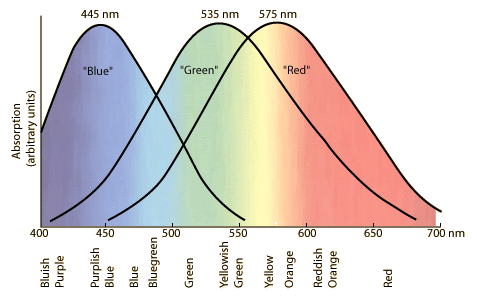 445 nm 535 nm 575 nm
"Blue" "Green" "Red"
Absorption
(arbitrary units)
400 450 500 550 600 650 700 nm
Bluish
Purple
Purplish
Blue
Blue
Bluegreen
Green
Yellowish
Green
Yellow
Orange
Reddish
Orange
Red